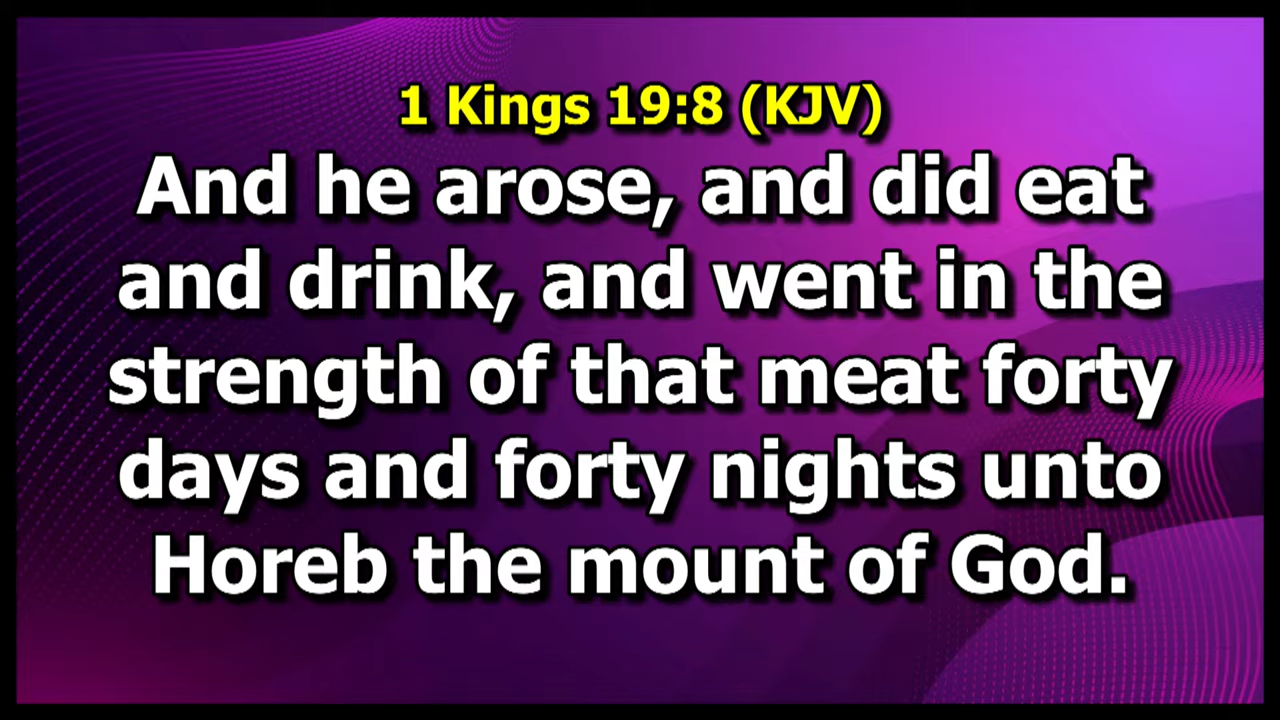 1 Kings 19:8 (KJV)
And he arose, and did eat
and drink, and went in the
strength of that meat forty
days and forty nights unto
Horeb the mount of God.